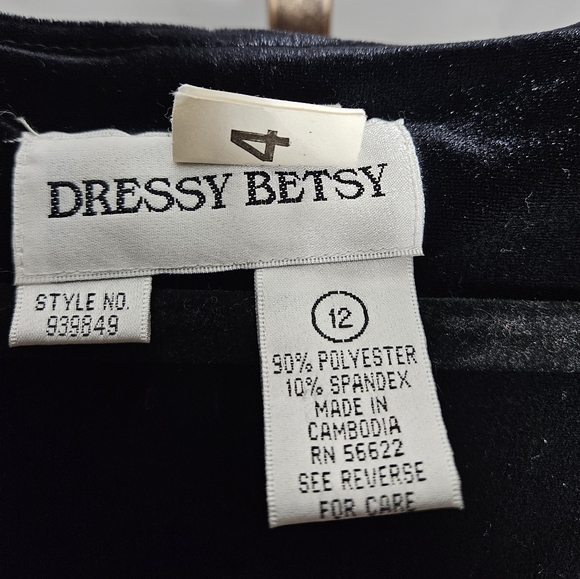 4
DRESSY BETSY
STYLE NO.
939849
12
90% POLYESTER
10% SPANDEX
MADE IN
CAMBODIA
RN 56622
SEE REVERSE
FOR CARE